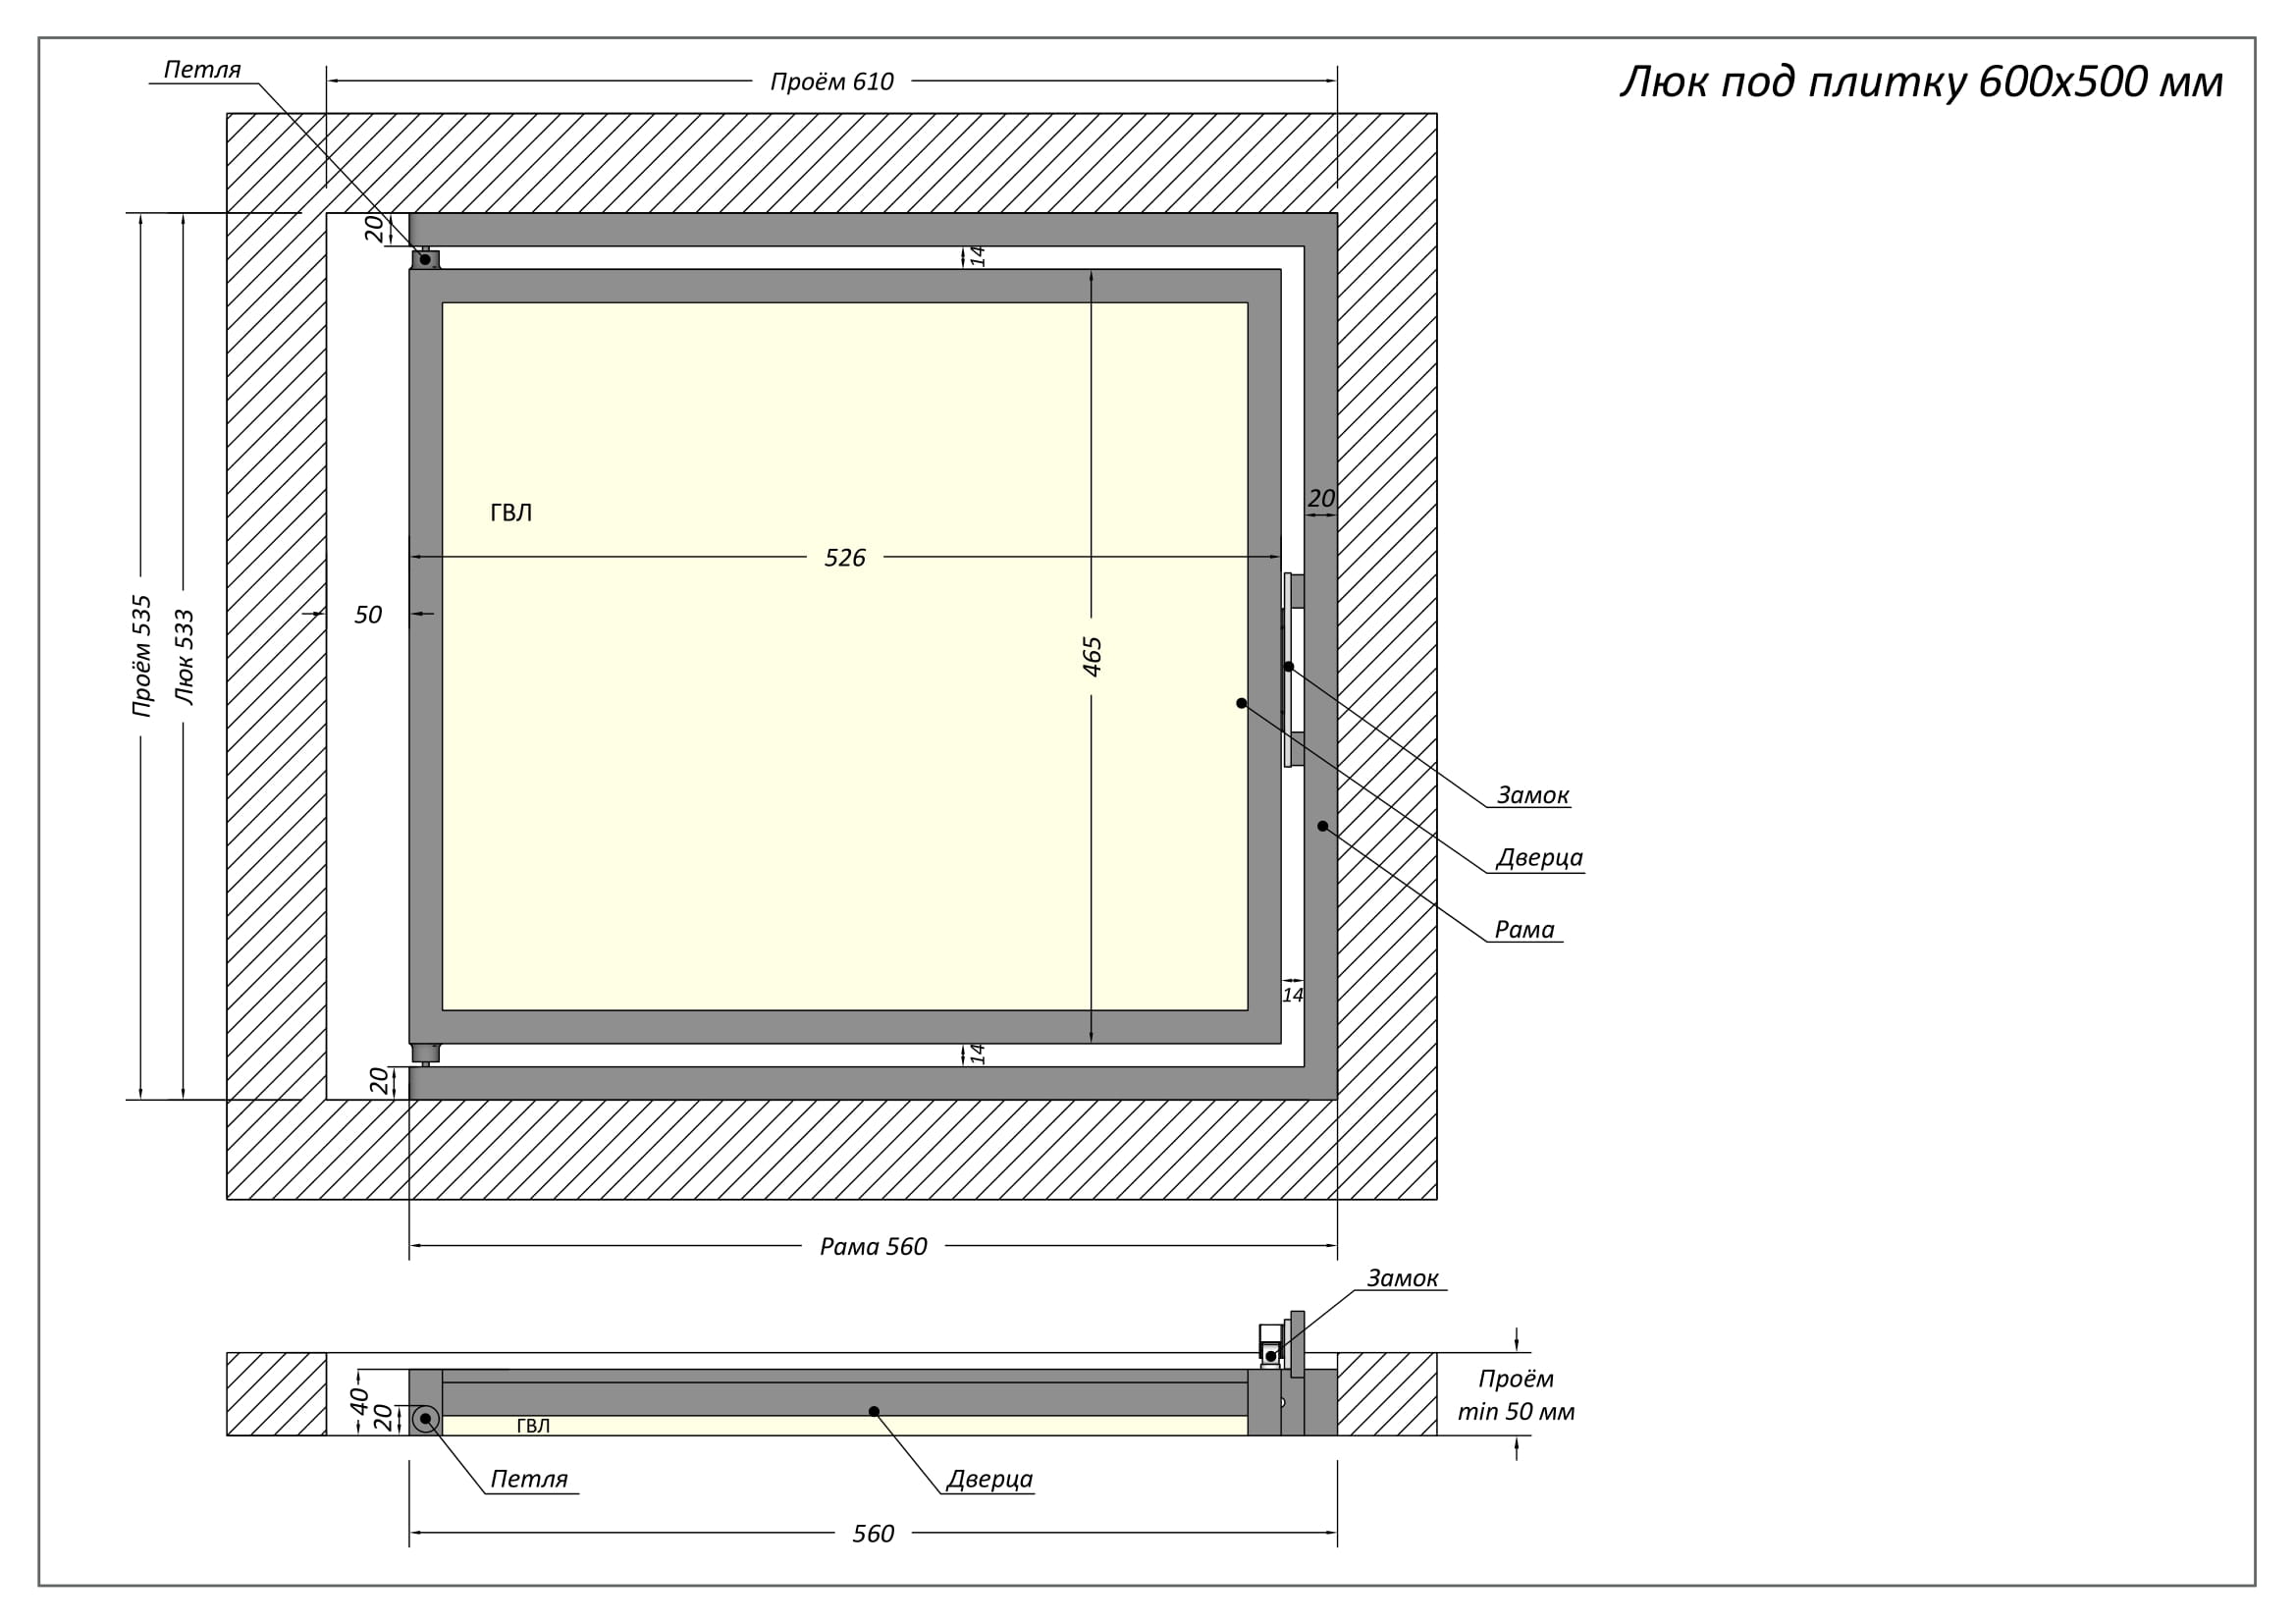 Петля
Проём 610
Люк под плитку 600x500 мм
20
14
20
ГВЛ
526
50
Проём 535
Люк 533
465
Замок
Дверца
Рама
14
14
20
Рама 560
Замок
40
20
ГВЛ
Проём
min 50 мм
Петля
Дверца
560